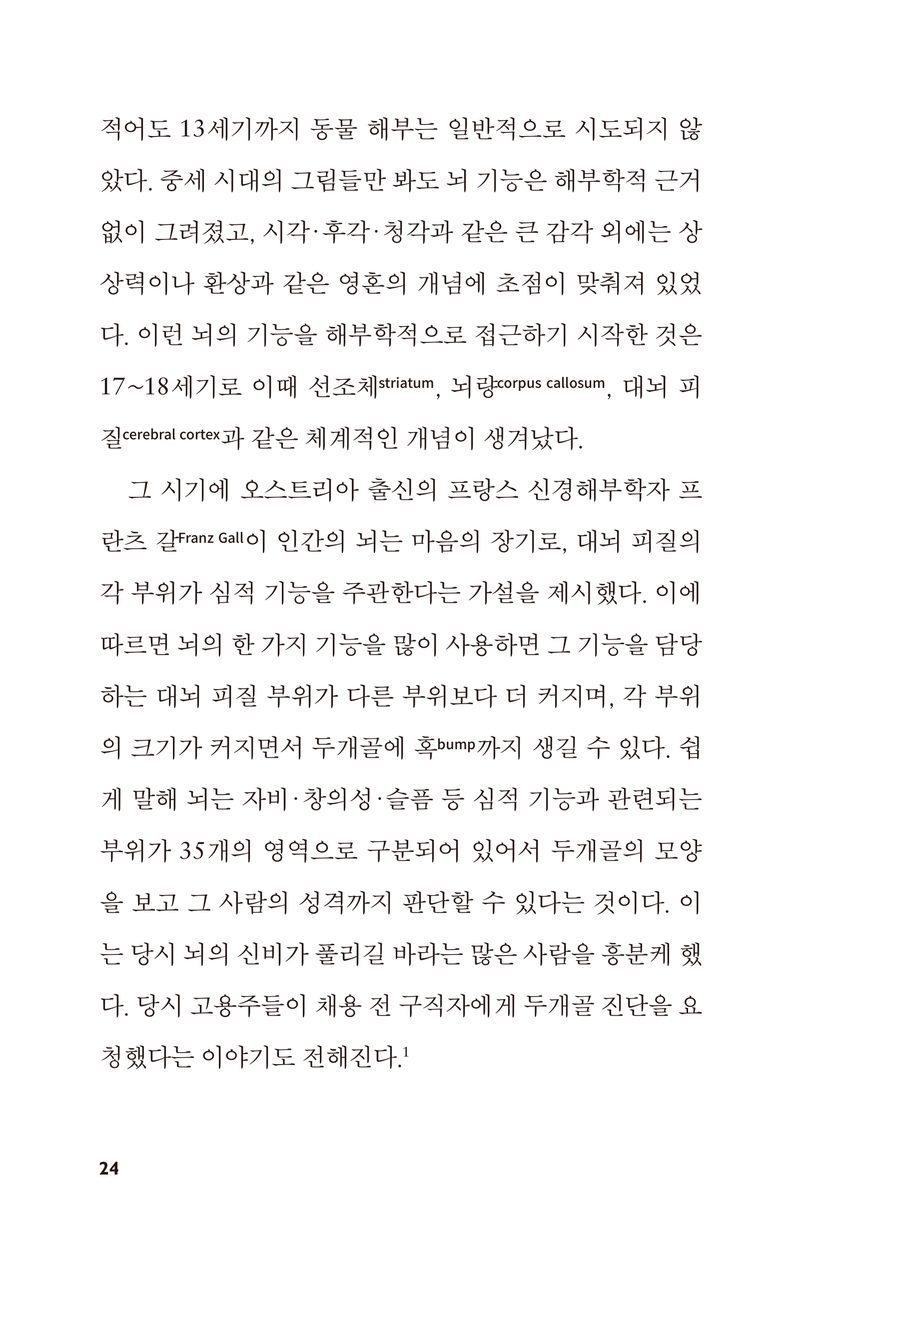 적어도 13세기까지 동물 해부는 일반적으로 시도되지 않
았다. 중세 시대의 그림들만 봐도 뇌 기능은 해부학적 근거
없이 그려졌고, 시각·후각·청각과 같은 큰 감각 외에는 상
상력이나 환상과 같은 영혼의 개념에 초점이 맞춰져 있었
다. 이런 뇌의 기능을 해부학적으로 접근하기 시작한 것은
17~18세기로 이때 선조체striatum, 뇌량corpus callosum, 대뇌 피
질cerebral cortex과 같은 체계적인 개념이 생겨났다.
그 시기에 오스트리아 출신의 프랑스 신경해부학자 프
란츠 갈Franz Gall이 인간의 뇌는 마음의 장기로, 대뇌 피질의
각 부위가 심적 기능을 주관한다는 가설을 제시했다. 이에
따르면 뇌의 한 가지 기능을 많이 사용하면 그 기능을 담당
하는 대뇌 피질 부위가 다른 부위보다 더 커지며, 각 부위
의 크기가 커지면서 두개골에 혹bump까지 생길 수 있다. 쉽
게 말해 뇌는 자비·창의성·슬픔 등 심적 기능과 관련되는
부위가 35개의 영역으로 구분되어 있어서 두개골의 모양
을 보고 그 사람의 성격까지 판단할 수 있다는 것이다. 이
는 당시 뇌의 신비가 풀리길 바라는 많은 사람을 흥분케 했
다. 당시 고용주들이 채용 전 구직자에게 두개골 진단을 요
청했다는 이야기도 전해진다.¹
24